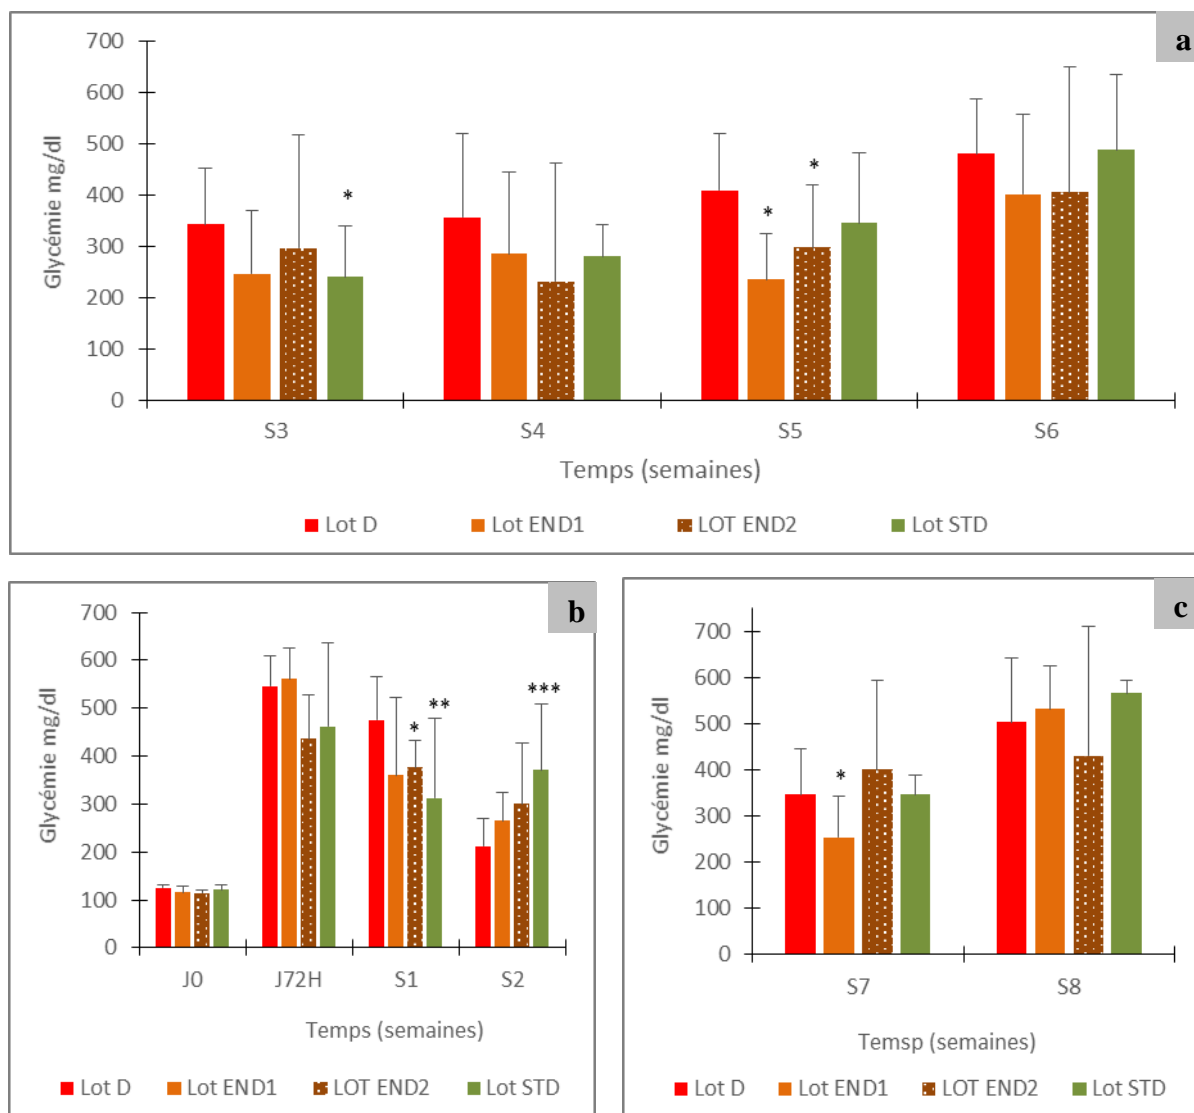 a
700
600
500
400
300
200
100
0
Glycémie mg/dl
*
*
*
S3 S4 S5 S6
Temps (semaines)
Lot D Lot END1 LOT END2 Lot STD
b
700
600
500
400
300
200
100
0
Glycémie mg/dl
*
**
***
J0 J72H S1 S2
Temps (semaines)
Lot D Lot END1 LOT END2 Lot STD
c
700
600
500
400
300
200
100
0
Glycémie mg/dl
*
S7 S8
Temsp (semaines)
Lot D Lot END1 LOT END2 Lot STD